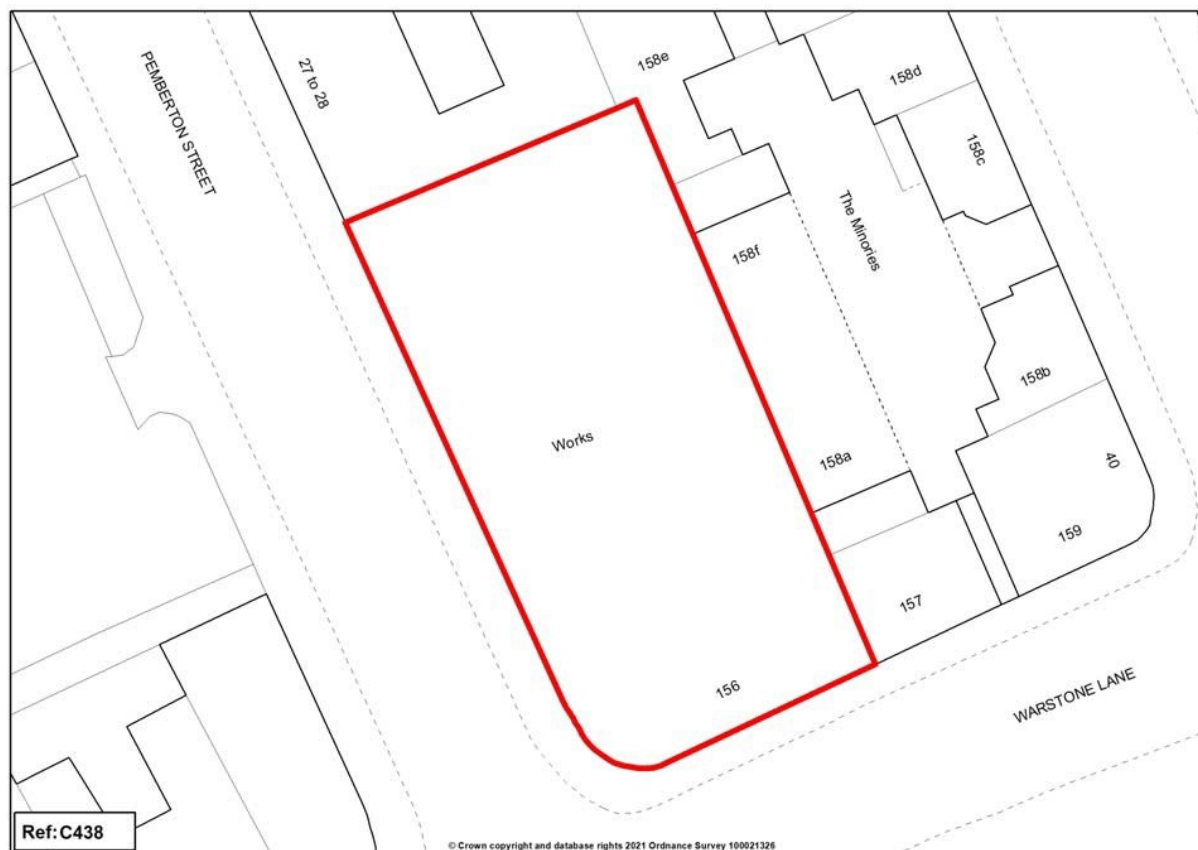 PEMBERTON STREET
27 to 28
158e
158d
158c
The Minories
158f
158b
Works
158a
40
159
157
156
WARSTONE LANE
Ref: C438
© Crown copyright and database rights 2021 Ordnance Survey 100021326